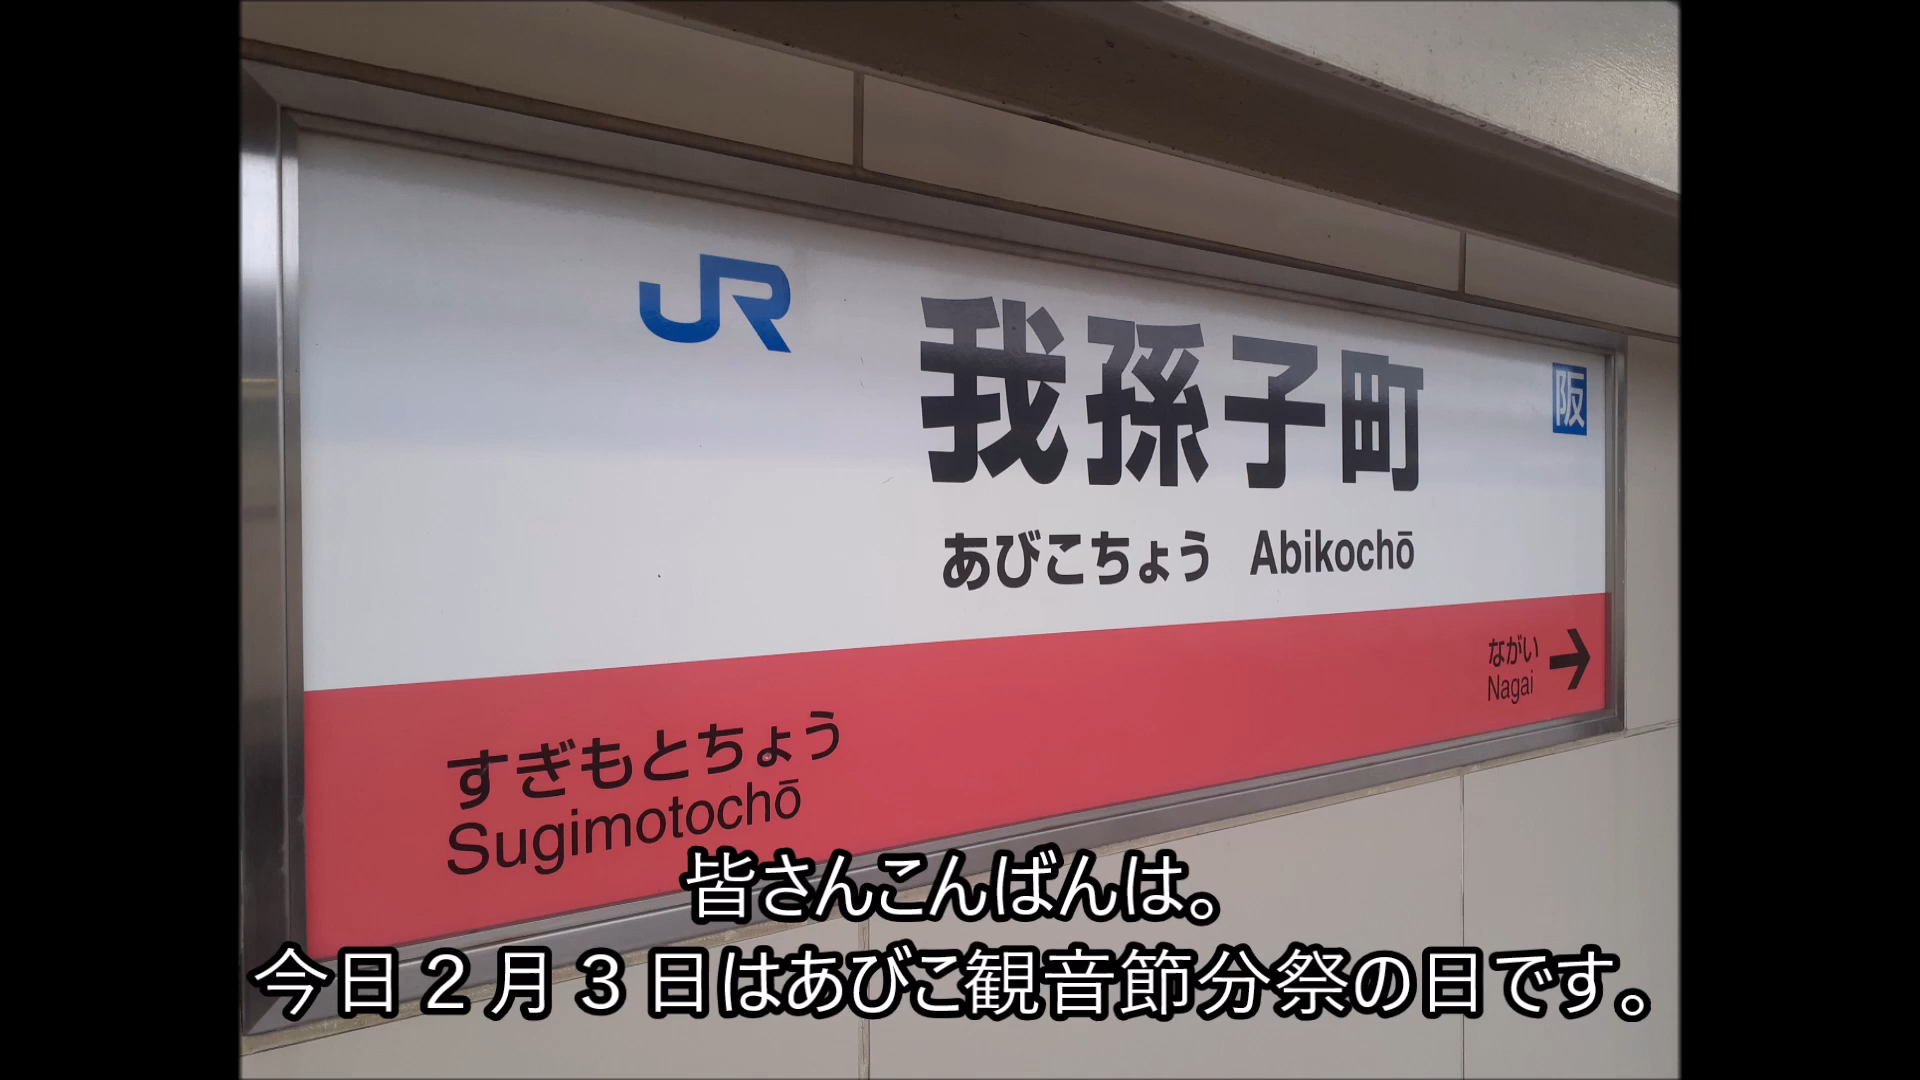 JR
我孫子町
阪
あびこちょう Abikochō
ながい
Nagai
すぎもとちょう
Sugimotochō
皆さんこんばんは。
今日２月３日はあびこ観音節分祭の日です。